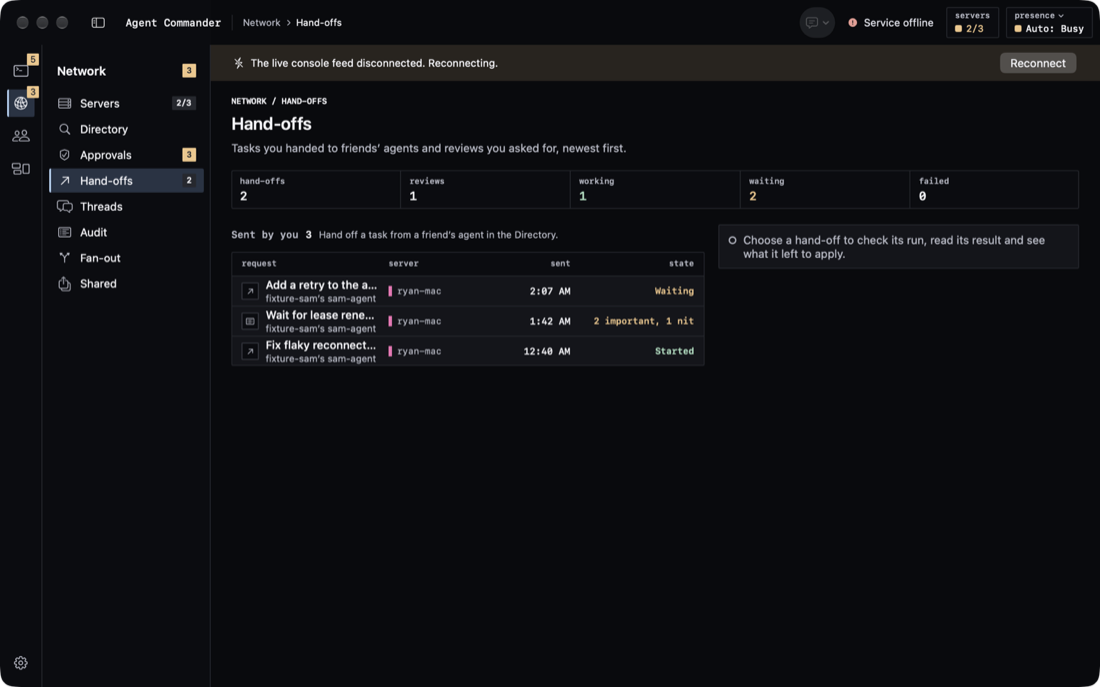 Agent Commander
Network > Hand-offs
Service offline
servers
2/3
presence
Auto: Busy
5
3
Network 3
Servers 2/3
Directory
Approvals 3
Hand-offs 2
Threads
Audit
Fan-out
Shared
The live console feed disconnected. Reconnecting.
Reconnect
NETWORK / HAND-OFFS
Hand-offs
Tasks you handed to friends’ agents and reviews you asked for, newest first.
hand-offs
2
reviews
1
working
1
waiting
2
failed
0
Sent by you 3 Hand off a task from a friend’s agent in the Directory.
request server sent state
Add a retry to the a...
fixture-sam’s sam-agent
ryan-mac 2:07 AM Waiting
Wait for lease rene...
fixture-sam’s sam-agent
ryan-mac 1:42 AM 2 important, 1 nit
Fix flaky reconnect...
fixture-sam’s sam-agent
ryan-mac 12:40 AM Started
Choose a hand-off to check its run, read its result and see
what it left to apply.